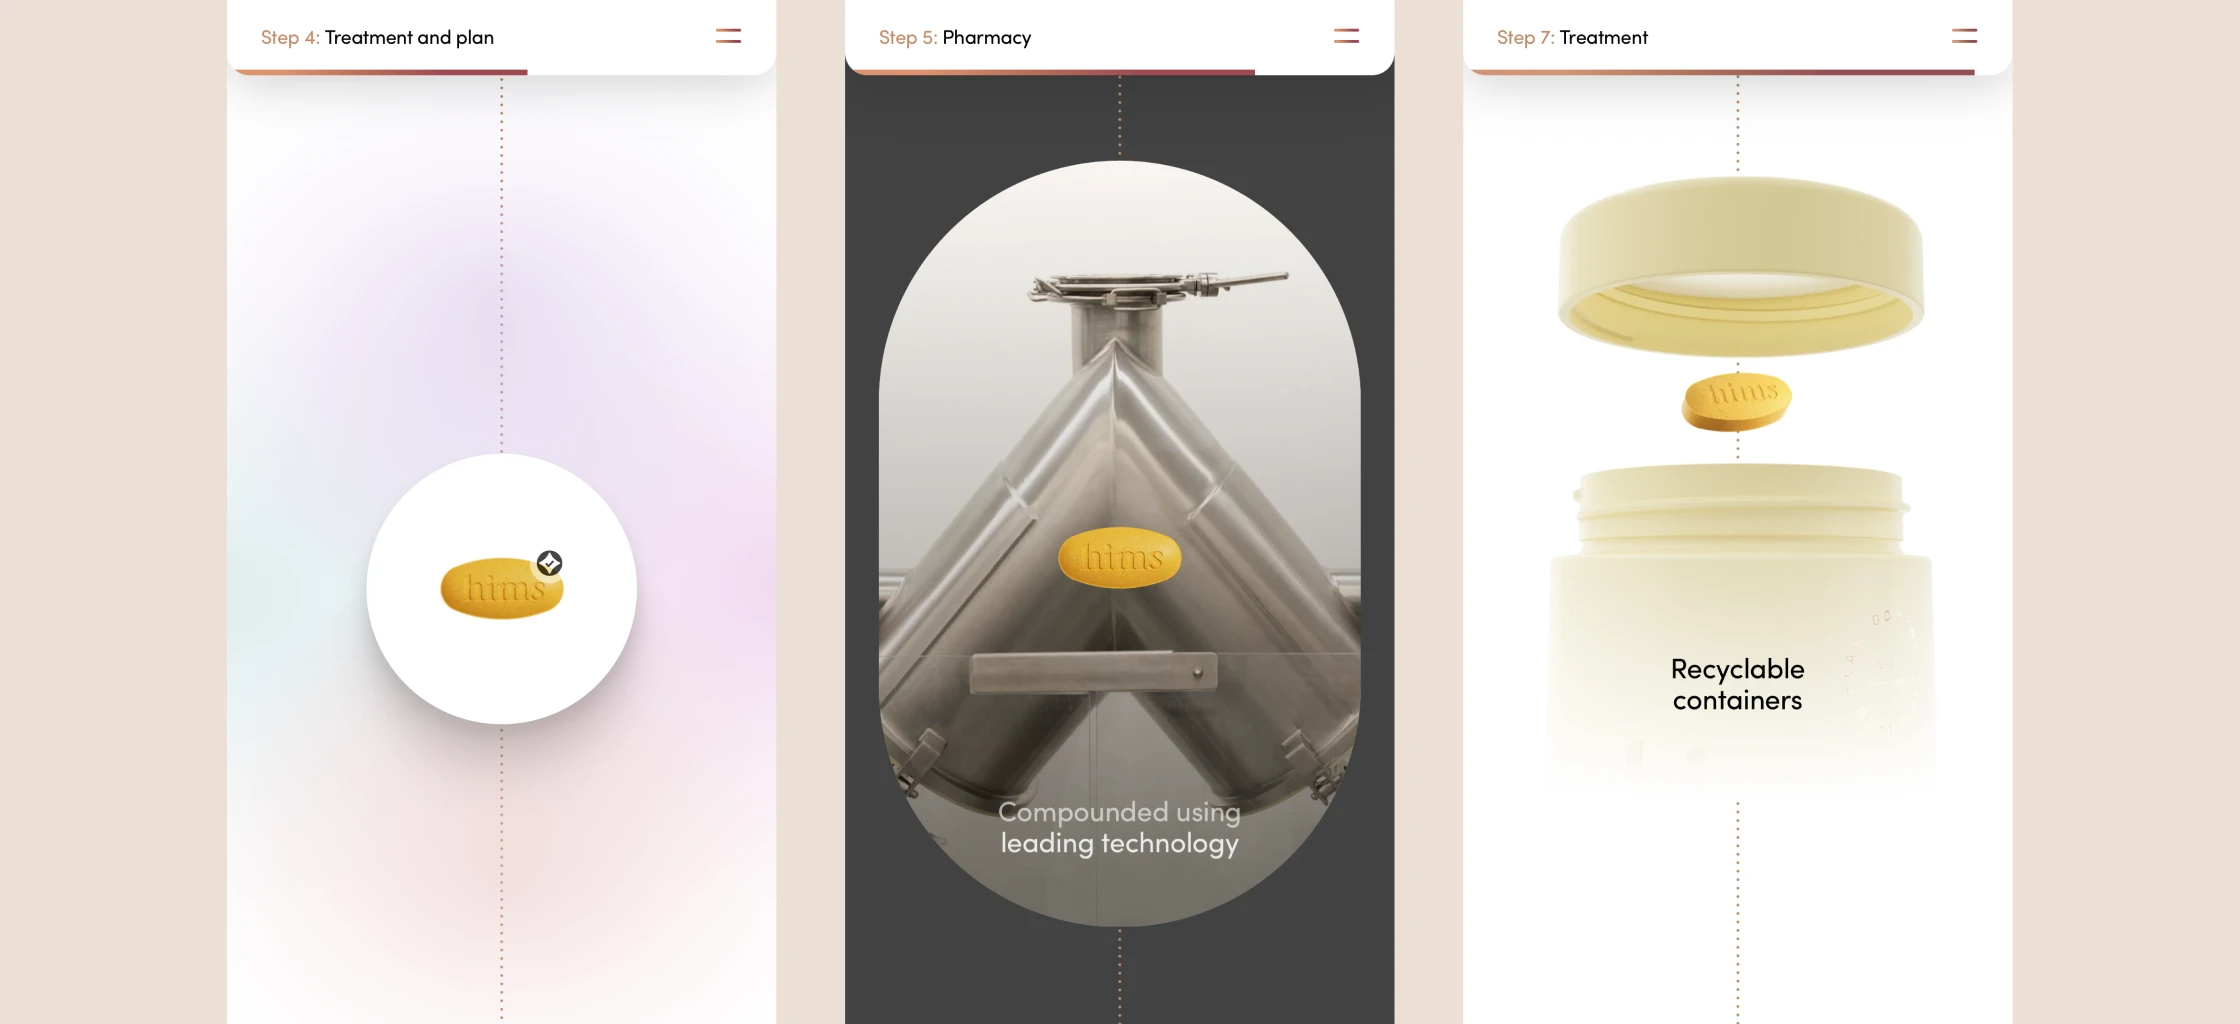 Step 4: Treatment and plan
hims
Step 5: Pharmacy
hims
Compounded using
leading technology
Step 7: Treatment
hims
Recyclable
containers